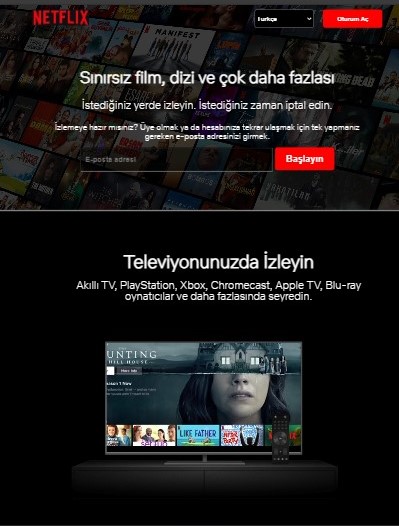 NETFLIX
Türkçe
Oturum Aç
MANIFEST
Sınırsız film, dizi ve çok daha fazlası
İstediğiniz yerde izleyin. İstediğiniz zaman iptal edin.
İzlemeye hazır mısınız? Üye olmak ya da hesabınıza tekrar ulaşmak için tek yapmanız
gereken e-posta adresinizi girmek.
E-posta adresi
Başlayın
Televiyonunuzda İzleyin
Akıllı TV, PlayStation, Xbox, Chromecast, Apple TV, Blu-ray
oynatıcılar ve daha fazlasında seyredin.
UNTING
HILL HOUSE
LIKE FATHER